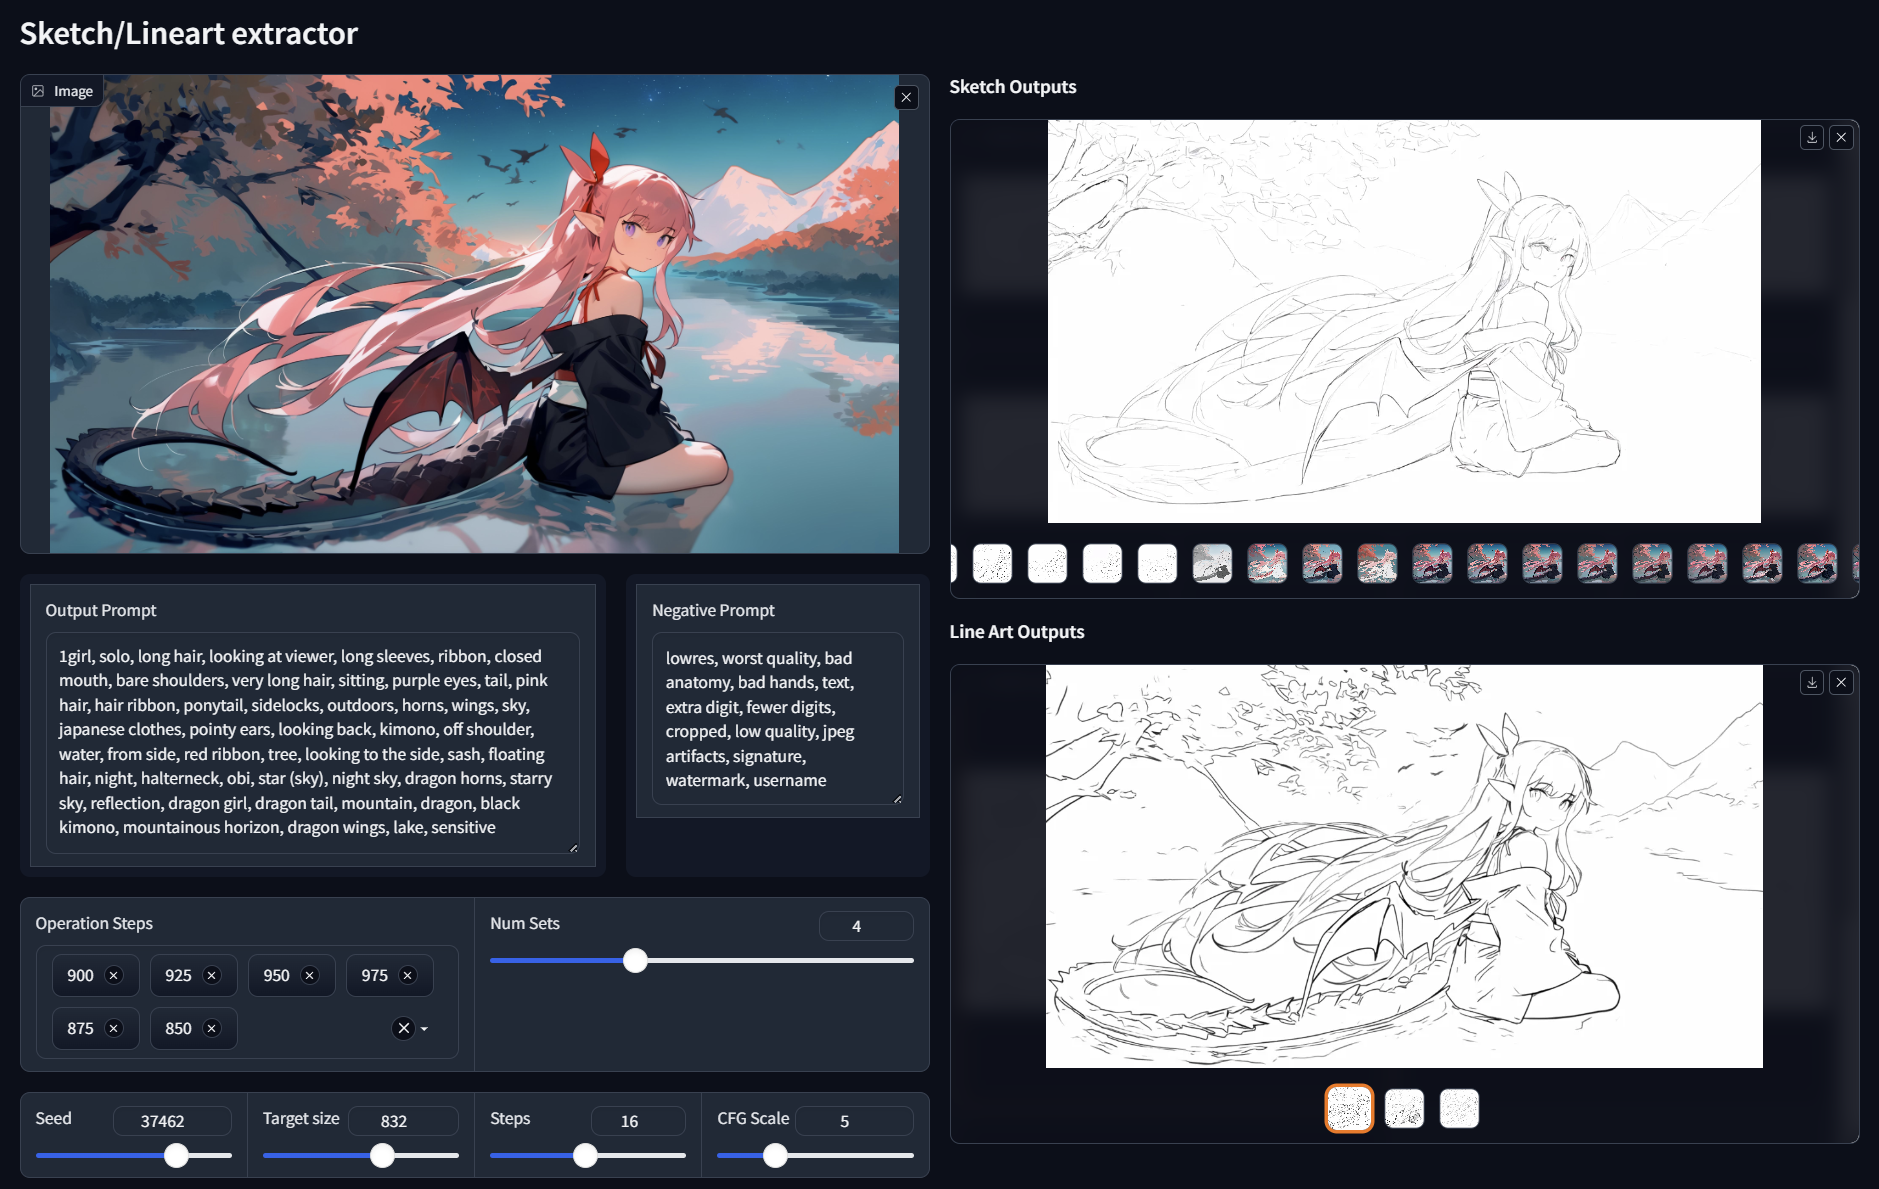 Sketch/Lineart extractor
Image
Output Prompt
1girl, solo, long hair, looking at viewer, long sleeves, ribbon, closed
mouth, bare shoulders, very long hair, sitting, purple eyes, tail, pink
hair, hair ribbon, ponytail, sidelocks, outdoors, horns, wings, sky,
japanese clothes, pointy ears, looking back, kimono, off shoulder,
water, from side, red ribbon, tree, looking to the side, sash, floating
hair, night, halterneck, obi, star (sky), night sky, dragon horns, starry
sky, reflection, dragon girl, dragon tail, mountain, dragon, black
kimono, mountainous horizon, dragon wings, lake, sensitive
Negative Prompt
lowres, worst quality, bad
anatomy, bad hands, text,
extra digit, fewer digits,
cropped, low quality, jpeg
artifacts, signature,
watermark, username
Operation Steps
900 925 950 975
875 850
Num Sets 4
Seed 37462
Target size 832
Steps 16
CFG Scale 5
Sketch Outputs
Line Art Outputs